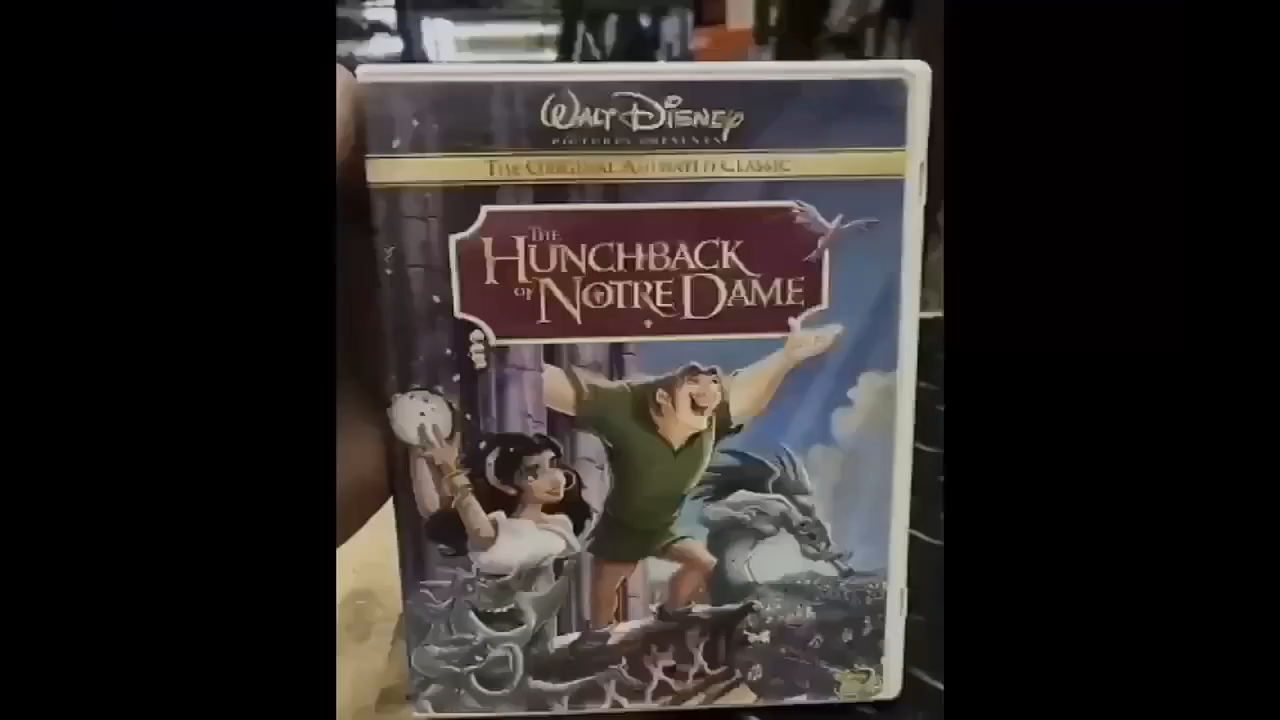 WALT DISNEY
PICTURES PRESENTS
THE ORIGINAL ANIMATED CLASSIC
THE
HUNCHBACK
OF NOTRE DAME